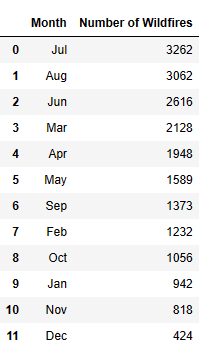 Month Number of Wildfires
0 Jul 3262
1 Aug 3062
2 Jun 2616
3 Mar 2128
4 Apr 1948
5 May 1589
6 Sep 1373
7 Feb 1232
8 Oct 1056
9 Jan 942
10 Nov 818
11 Dec 424